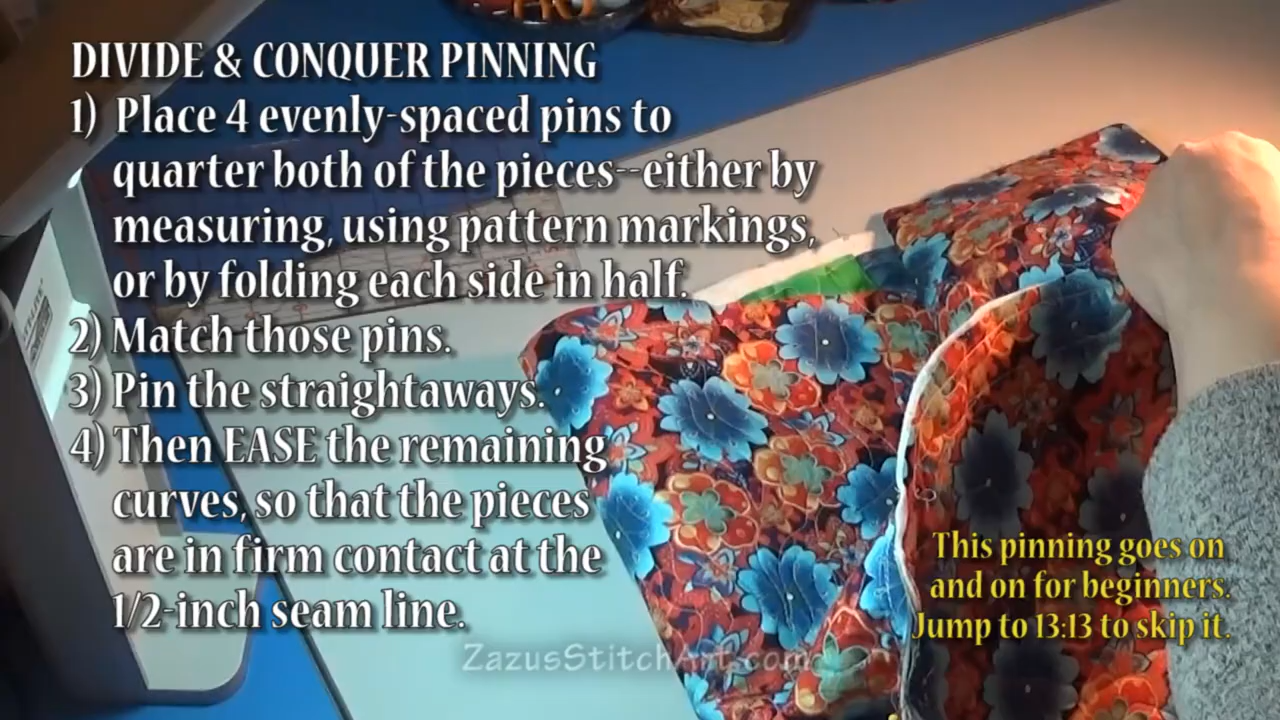 DIVIDE & CONQUER PINNING
1) Place 4 evenly-spaced pins to
quarter both of the pieces--either by
measuring, using pattern markings,
or by folding each side in half.
2) Match those pins.
3) Pin the straightaways.
4) Then EASE the remaining
curves, so that the pieces
are in firm contact at the
1/2-inch seam line.
This pinning goes on
and on for beginners.
Jump to 13:13 to skip it.
ZazusStitchArt.com